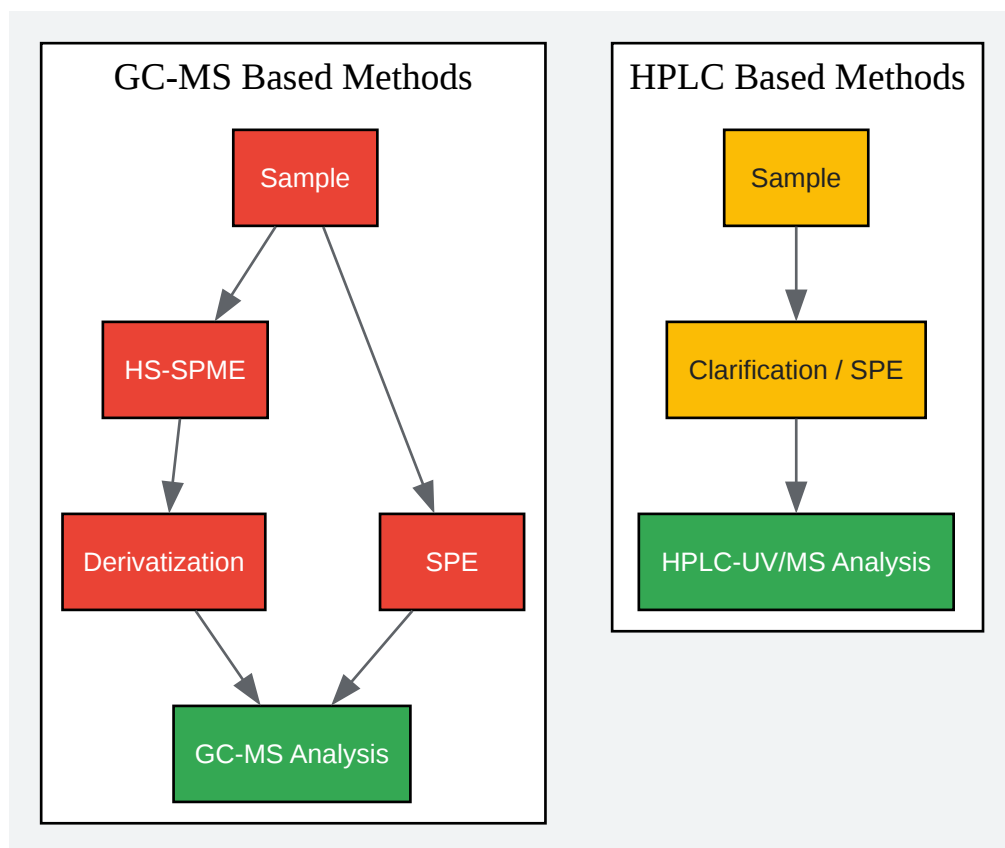 GC-MS Based Methods
Sample
HS-SPME
Derivatization
SPE
GC-MS Analysis
HPLC Based Methods
Sample
Clarification / SPE
HPLC-UV/MS Analysis